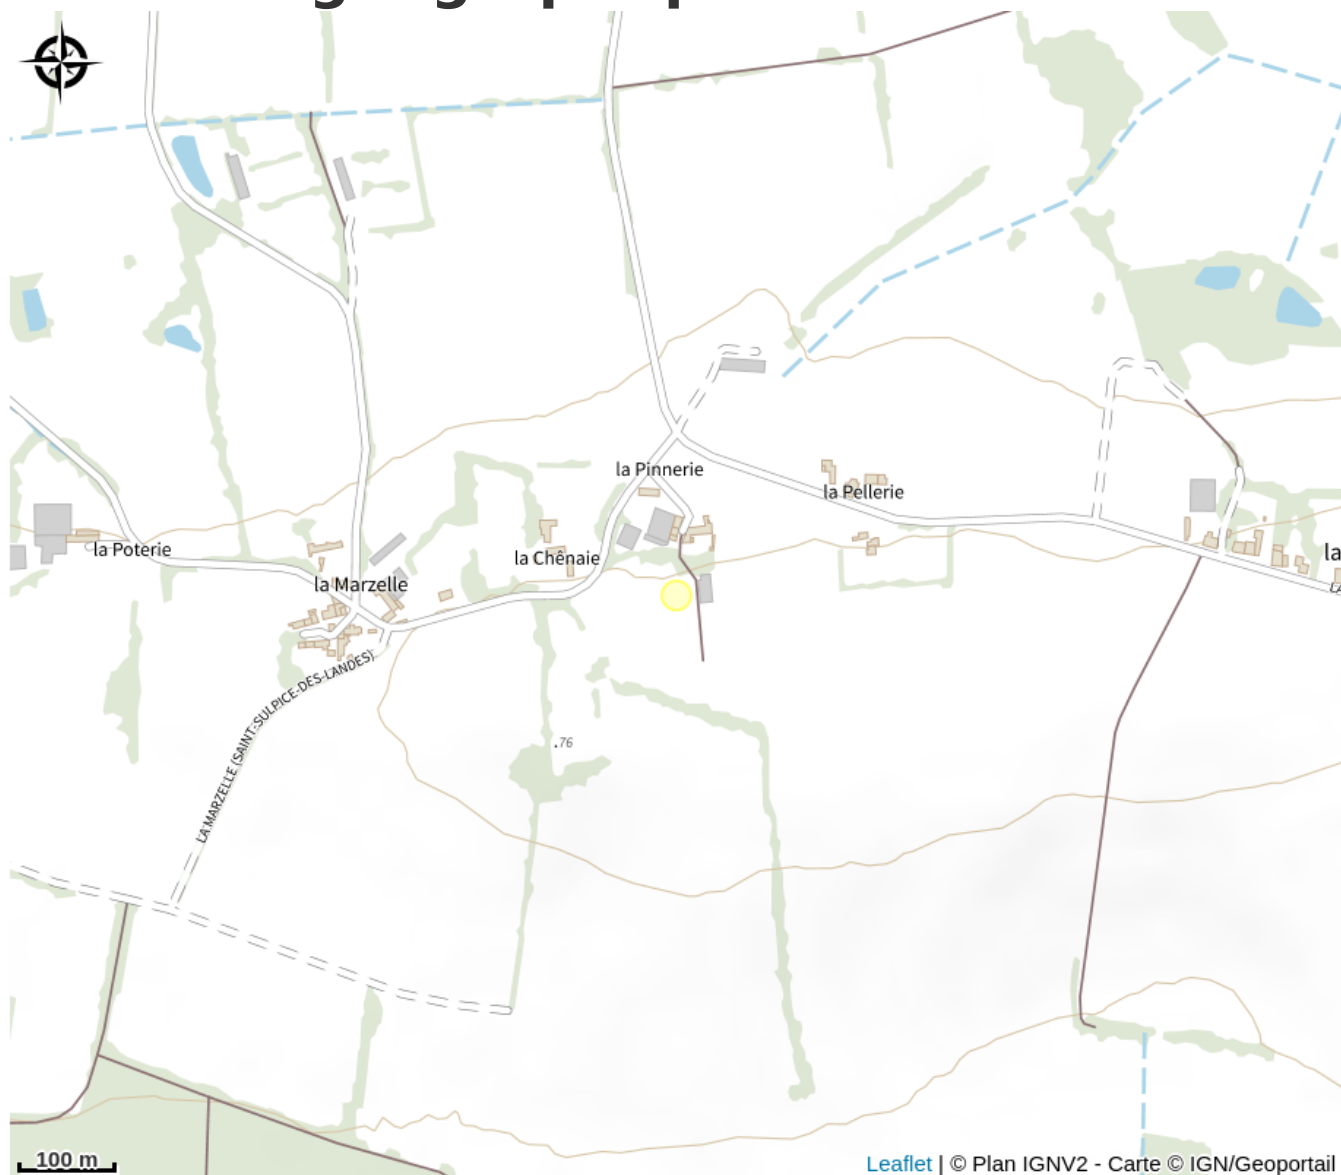 la Pinnerie
la Pellerie
la Poterie
la Chênaie
la
la Marzelle
LA MARZELLE (SAINT-SULPICE-DES-LANDES)
.76
100 m
Leaflet | © Plan IGNV2 - Carte © IGN/Geoportail